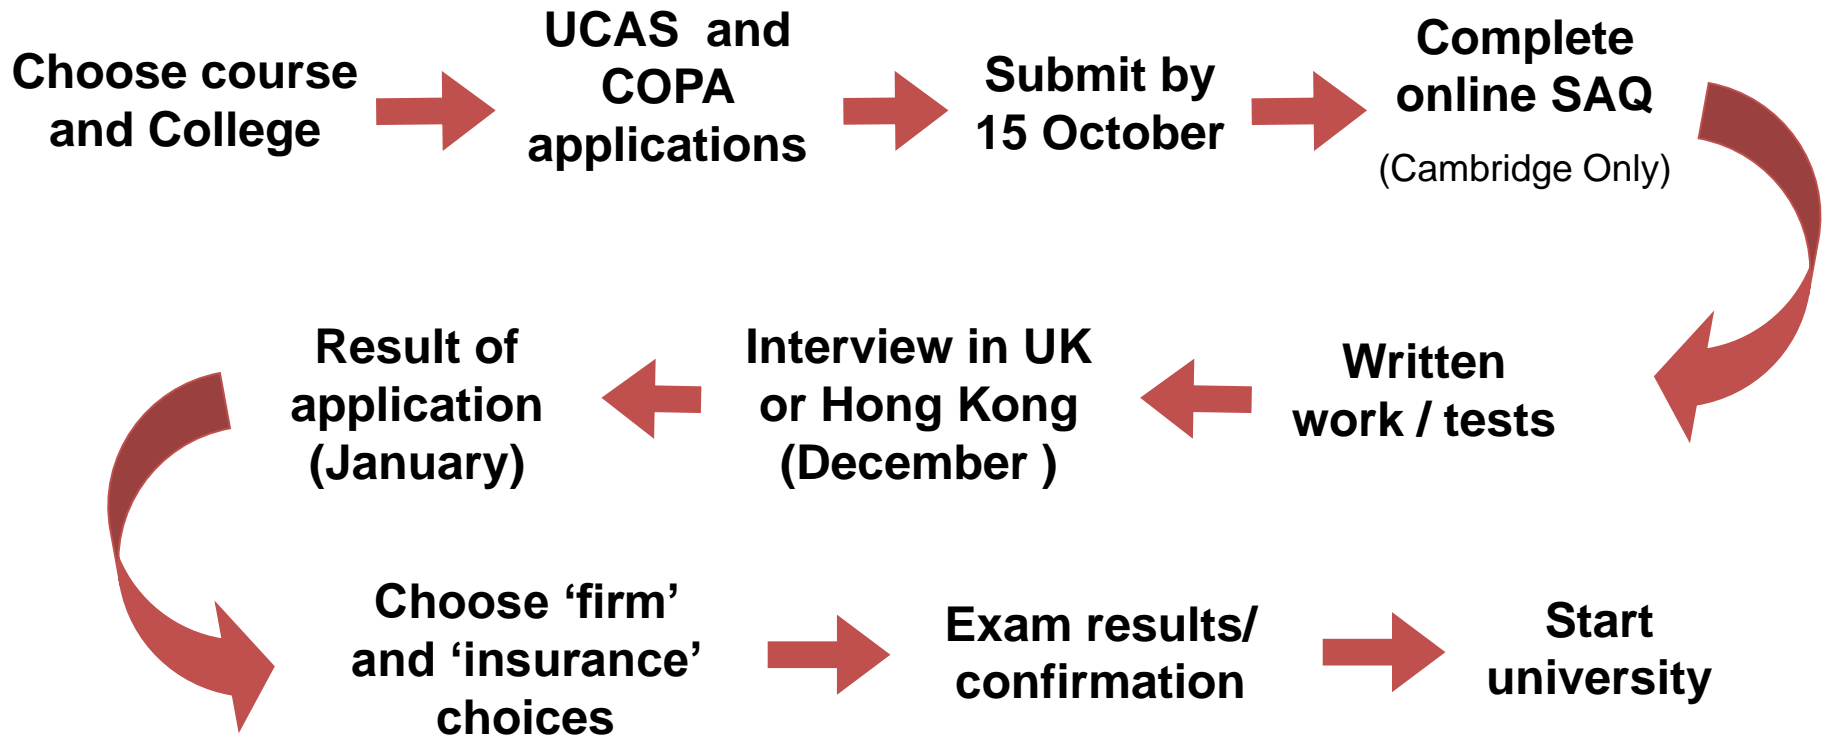 Choose course
and College
UCAS  and
COPA
applications
Submit by
15 October
Complete
online SAQ
(Cambridge Only)
Written
work / tests
Interview in UK
or Hong Kong
(December )
Result of
application
(January)
Choose ‘firm’
and ‘insurance’
choices
Exam results/
confirmation
Start
university